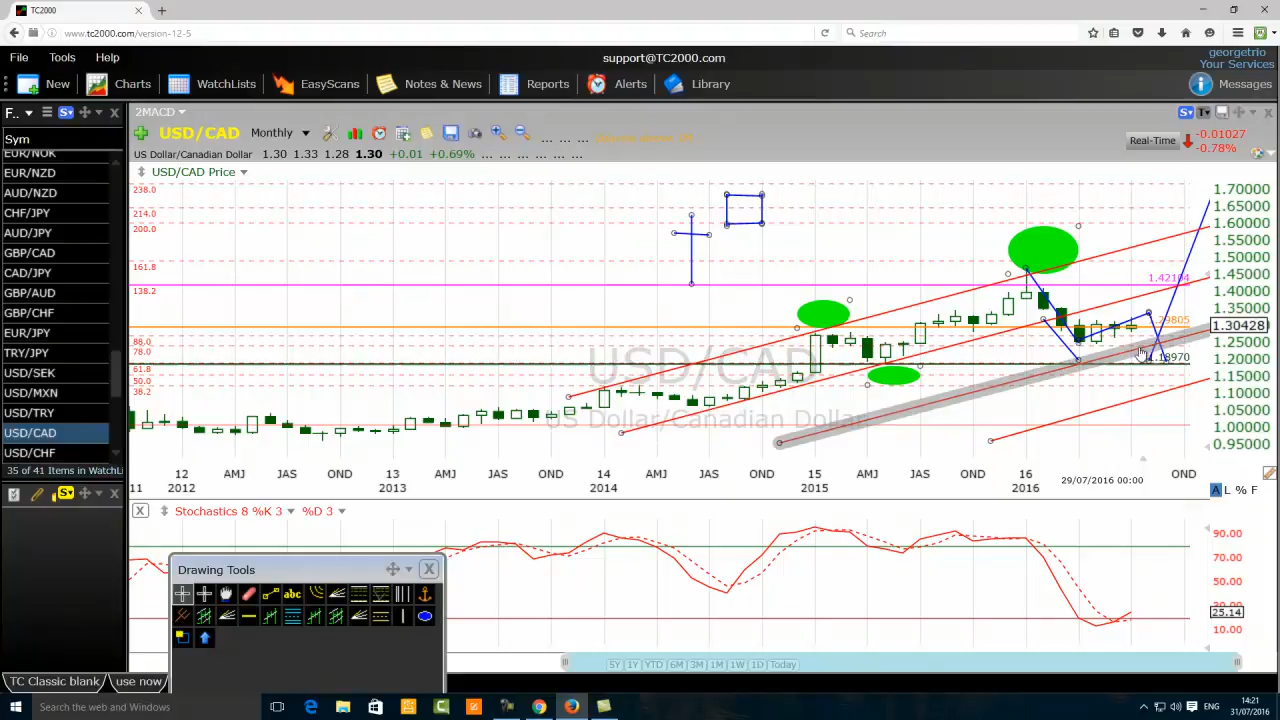 TC2000
www.tc2000.com/version-12-5
Search
File Tools Help
support@TC2000.com
georgetrio
Your Services
New Charts WatchLists EasyScans Notes & News Reports Alerts Library Messages
F..
2MACD
Sym
USD/CAD Monthly
Real-Time
-0.01027
-0.78%
US Dollar/Canadian Dollar 1.30 1.33 1.28 1.30 +0.01 +0.69%
USD/CAD Price
EUR/NOK
EUR/NZD
AUD/NZD
CHF/JPY
AUD/JPY
GBP/CAD
CAD/JPY
GBP/AUD
GBP/CHF
EUR/JPY
TRY/JPY
USD/SEK
USD/MXN
USD/TRY
USD/CAD
USD/CHF
35 of 41 Items in WatchLi
238.0
214.0
200.0
161.8
138.2
88.0
78.0
61.8
50.0
38.2
1.42104
29805
1.18970
USD/CAD
US Dollar/Canadian Dollar
1.70000
1.65000
1.60000
1.55000
1.50000
1.45000
1.40000
1.35000
1.30428
1.25000
1.20000
1.15000
1.10000
1.05000
1.00000
0.95000
12 AMJ JAS OND 13 AMJ JAS OND 14 AMJ JAS OND 15 AMJ JAS OND 16 OND
11 2012 2013 2014 2015 2016
29/07/2016 00:00
A L % F
Stochastics 8 %K 3 %D 3
90.00
70.00
50.00
30.00
25.14
10.00
Drawing Tools
abc
5Y 1Y YTD 6M 3M 1M 1W 1D Today
TC Classic blank use now
Search the web and Windows
ENG
14:21
31/07/2016